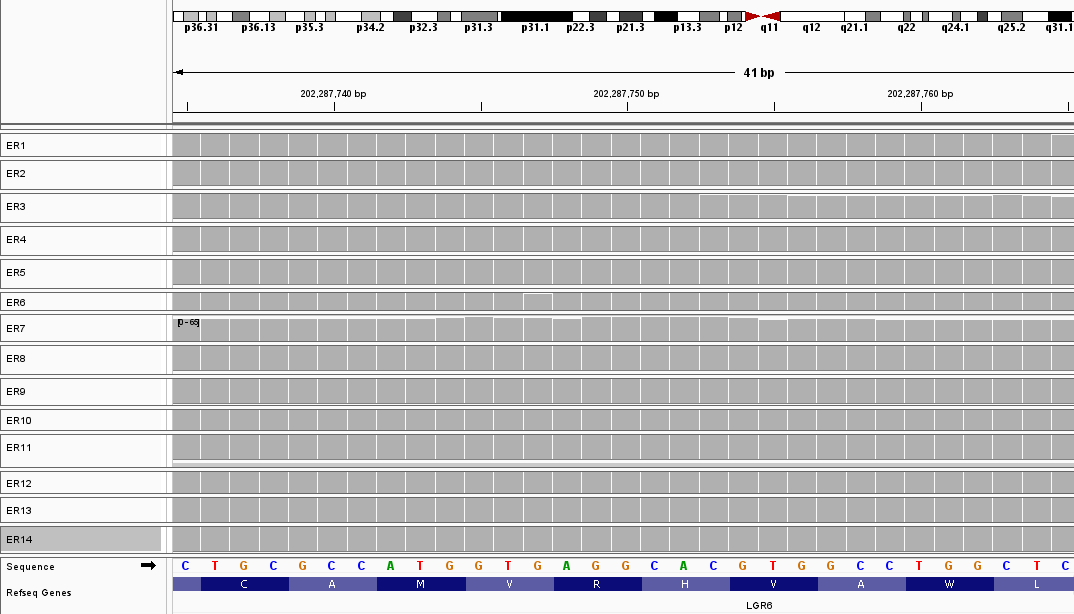 p36.31 p36.13 p35.3 p34.2 p32.3 p31.3 p31.1 p22.3 p21.3 p13.3 p12 q11 q12 q21.1 q22 q24.1 q25.2 q31.1
41 bp
202,287,740 bp 202,287,750 bp 202,287,760 bp
ER1
ER2
ER3
ER4
ER5
ER6
ER7 [0-65]
ER8
ER9
ER10
ER11
ER12
ER13
ER14
Sequence C T G C G C C A T G G T G A G G C A C G T G G C C T G G C T C
Refseq Genes C A M V R H V A W L
LGR6